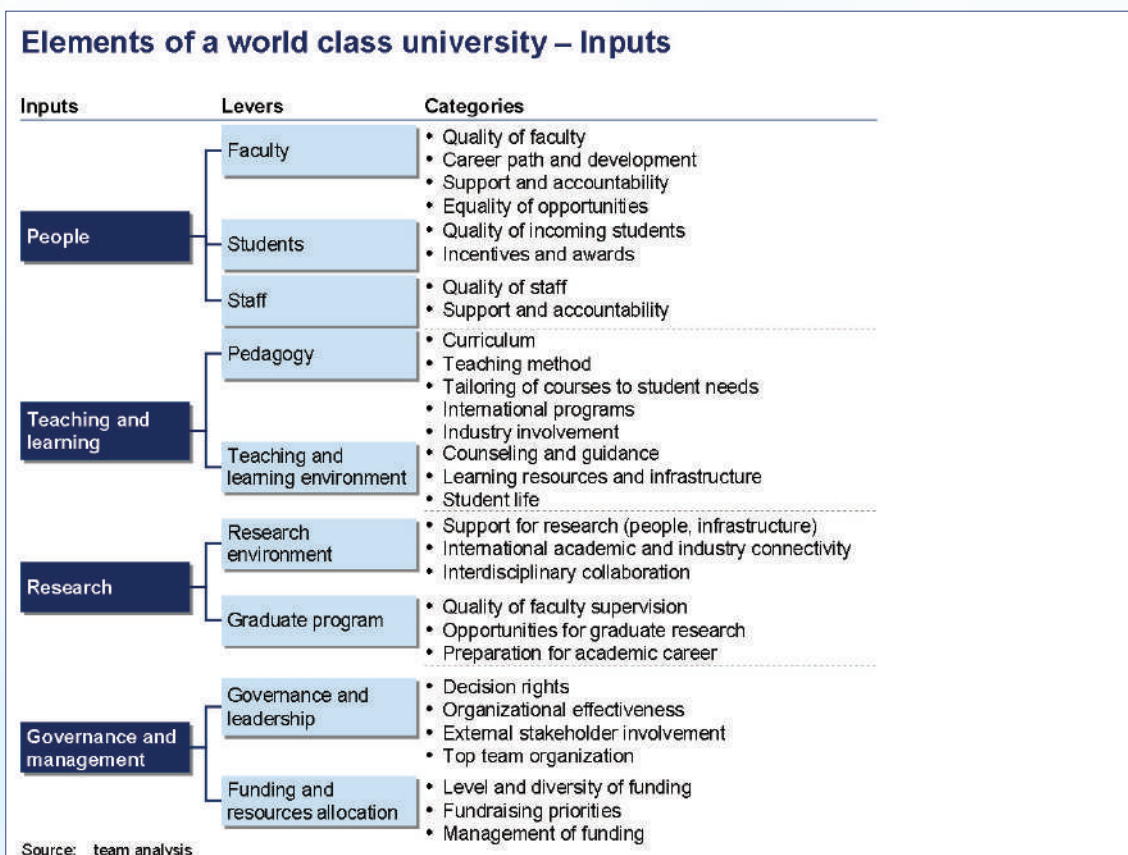 Elements of a world class university – Inputs
Inputs
Levers
Categories
People
Faculty
• Quality of faculty
• Career path and development
• Support and accountability
• Equality of opportunities
Students
• Quality of incoming students
• Incentives and awards
Staff
• Quality of staff
• Support and accountability
Teaching and
learning
Pedagogy
• Curriculum
• Teaching method
• Tailoring of courses to student needs
• International programs
• Industry involvement
Teaching and
learning environment
• Counseling and guidance
• Learning resources and infrastructure
• Student life
Research
Research
environment
• Support for research (people, infrastructure)
• International academic and industry connectivity
• Interdisciplinary collaboration
Graduate program
• Quality of faculty supervision
• Opportunities for graduate research
• Preparation for academic career
Governance and
management
Governance and
leadership
• Decision rights
• Organizational effectiveness
• External stakeholder involvement
• Top team organization
Funding and
resources allocation
• Level and diversity of funding
• Fundraising priorities
• Management of funding
Source: team analysis